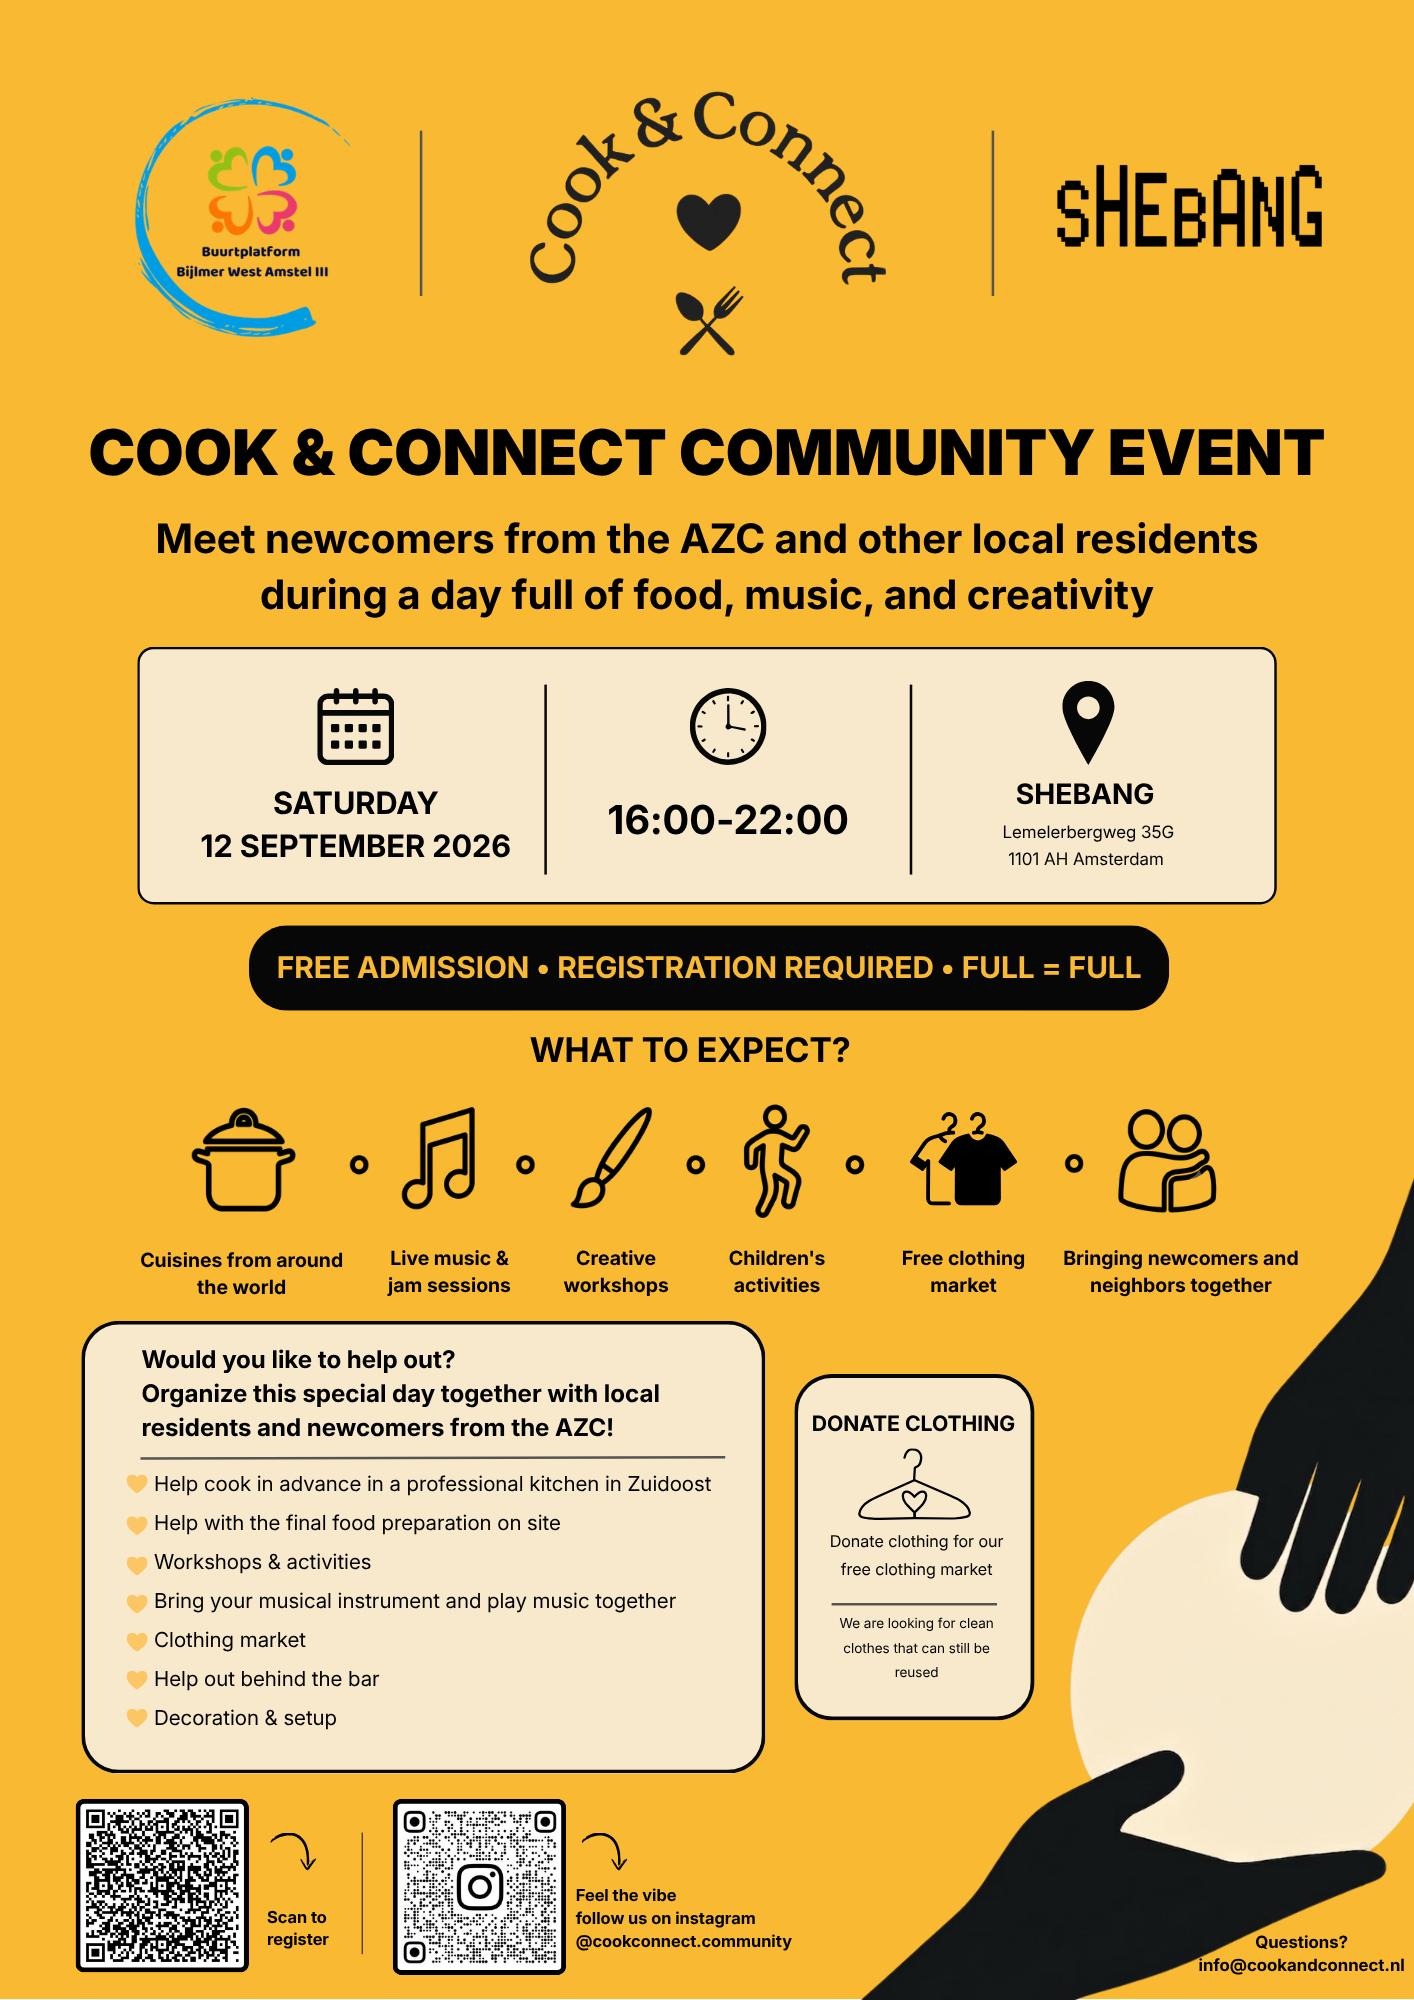 Buurtplatform
Bijlmer West Amstel III
Cook & Connect
SHEBANG
COOK & CONNECT COMMUNITY EVENT
Meet newcomers from the AZC and other local residents
during a day full of food, music, and creativity
SATURDAY
12 SEPTEMBER 2026
16:00-22:00
SHEBANG
Lemelerbergweg 35G
1101 AH Amsterdam
FREE ADMISSION • REGISTRATION REQUIRED • FULL = FULL
WHAT TO EXPECT?
Cuisines from around
the world
Live music &
jam sessions
Creative
workshops
Children's
activities
Free clothing
market
Bringing newcomers and
neighbors together
Would you like to help out?
Organize this special day together with local
residents and newcomers from the AZC!
Help cook in advance in a professional kitchen in Zuidoost
Help with the final food preparation on site
Workshops & activities
Bring your musical instrument and play music together
Clothing market
Help out behind the bar
Decoration & setup
DONATE CLOTHING
Donate clothing for our
free clothing market
We are looking for clean
clothes that can still be
reused
Scan to
register
Feel the vibe
follow us on instagram
@cookconnect.community
Questions?
info@cookandconnect.nl